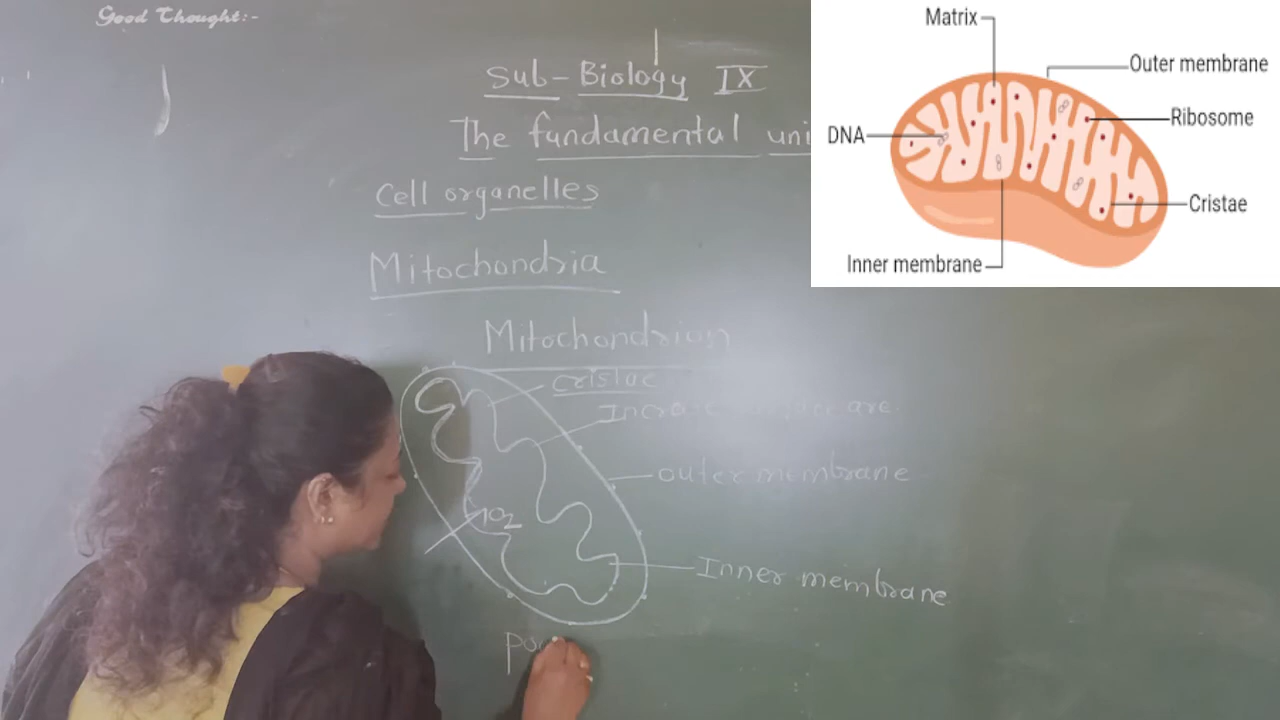 Good Thought:-
Sub - Biology IX
The fundamental uni
Cell organelles
Mitochondria
Mitochondrion
cristae
outer membrane
Inner membrane
O2
Matrix
Outer membrane
Ribosome
DNA
Cristae
Inner membrane